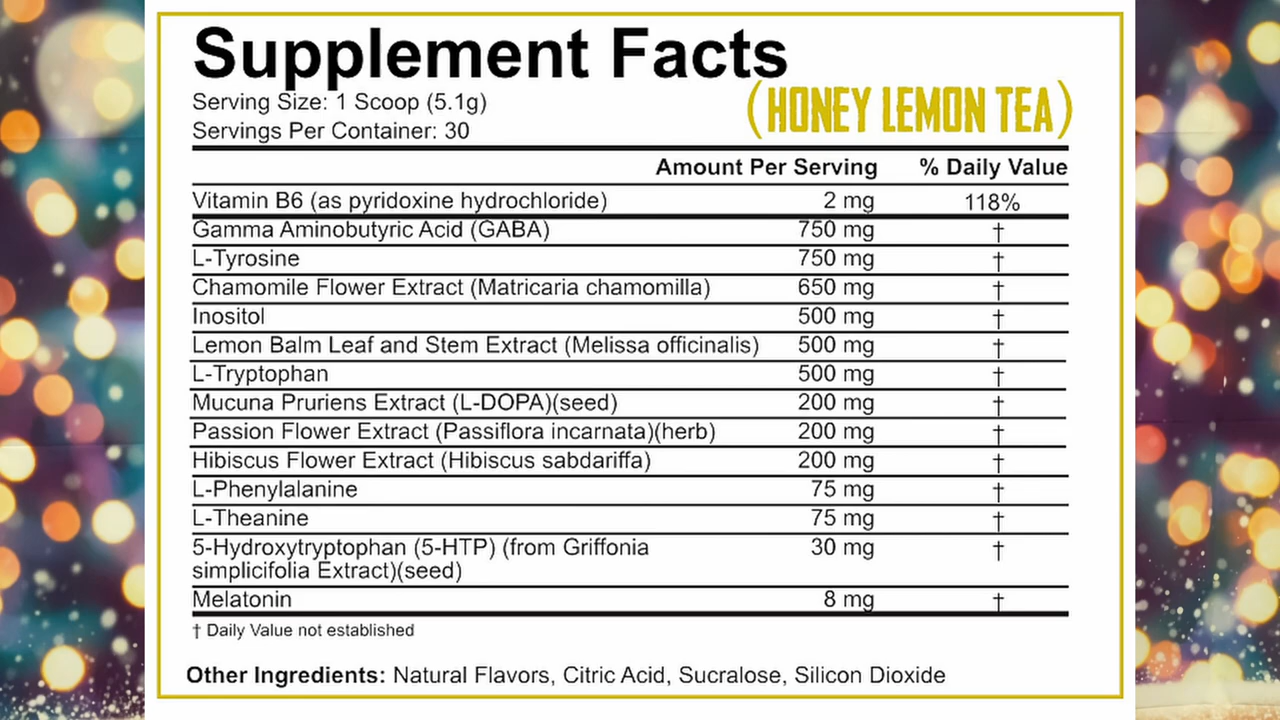 Supplement Facts
Serving Size: 1 Scoop (5.1g)
(HONEY LEMON TEA)
Servings Per Container: 30
Amount Per Serving % Daily Value
Vitamin B6 (as pyridoxine hydrochloride) 2 mg 118%
Gamma Aminobutyric Acid (GABA) 750 mg †
L-Tyrosine 750 mg †
Chamomile Flower Extract (Matricaria chamomilla) 650 mg †
Inositol 500 mg †
Lemon Balm Leaf and Stem Extract (Melissa officinalis) 500 mg †
L-Tryptophan 500 mg †
Mucuna Pruriens Extract (L-DOPA)(seed) 200 mg †
Passion Flower Extract (Passiflora incarnata)(herb) 200 mg †
Hibiscus Flower Extract (Hibiscus sabdariffa) 200 mg †
L-Phenylalanine 75 mg †
L-Theanine 75 mg †
5-Hydroxytryptophan (5-HTP) (from Griffonia 30 mg †
simplicifolia Extract)(seed)
Melatonin 8 mg †
† Daily Value not established
Other Ingredients: Natural Flavors, Citric Acid, Sucralose, Silicon Dioxide